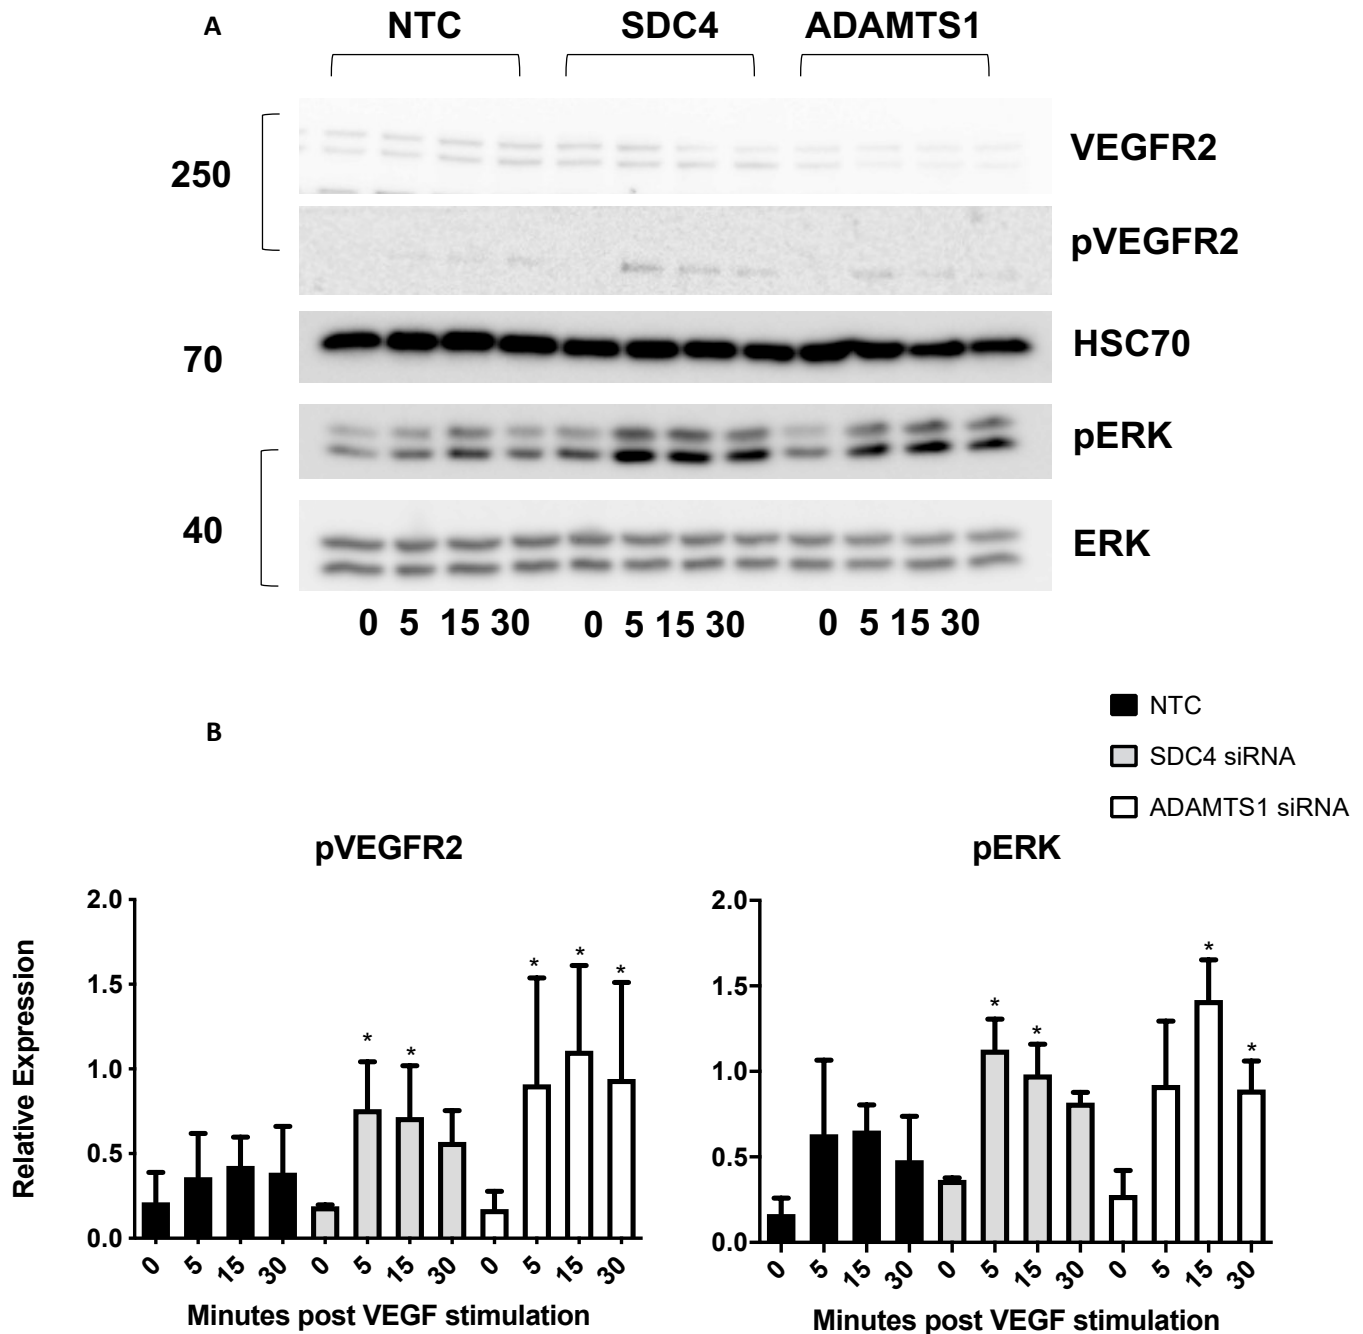 A
NTC SDC4 ADAMTS1
250
VEGFR2
pVEGFR2
70
HSC70
pERK
40
ERK
0 5 15 30 0 5 15 30 0 5 15 30
B
NTC
SDC4 siRNA
ADAMTS1 siRNA
pVEGFR2
Relative Expression
2.0
1.5
1.0
0.5
0.0
* * * * *
0 5 15 30 0 5 15 30 0 5 15 30
Minutes post VEGF stimulation
pERK
2.0
1.5
1.0
0.5
0.0
* * * *
0 5 15 30 0 5 15 30 0 5 15 30
Minutes post VEGF stimulation